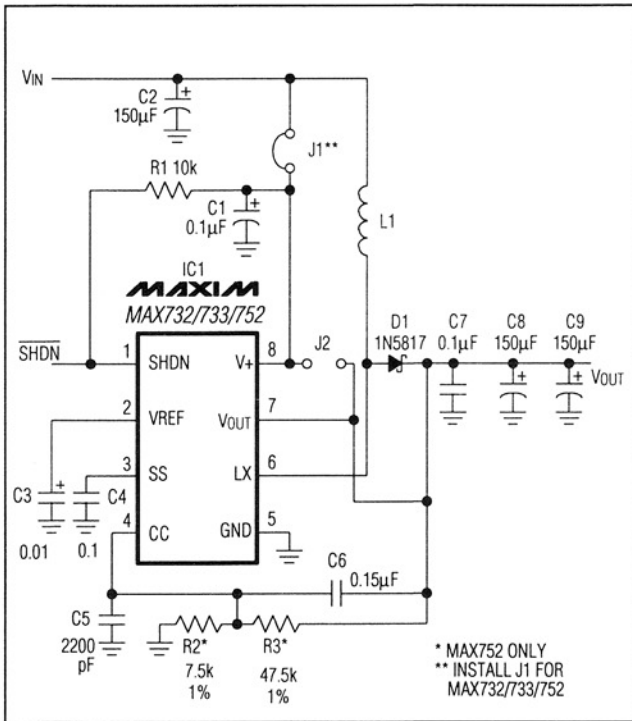 VIN
C2
150µF
+
J1**
R1 10k
C1
0.1µF
+
L1
IC1
MAXIM
MAX732/733/752
D1
1N5817
C7
0.1µF
C8
150µF
C9
150µF
SHDN
1
SHDN
V+
8
J2
+
+
VOUT
2
VREF
VOUT
7
3
SS
LX
6
C3
+
C4
4
CC
GND
5
0.01
0.1
C6
0.15µF
C5
2200
pF
R2*
7.5k
1%
R3*
47.5k
1%
* MAX752 ONLY
** INSTALL J1 FOR
MAX732/733/752